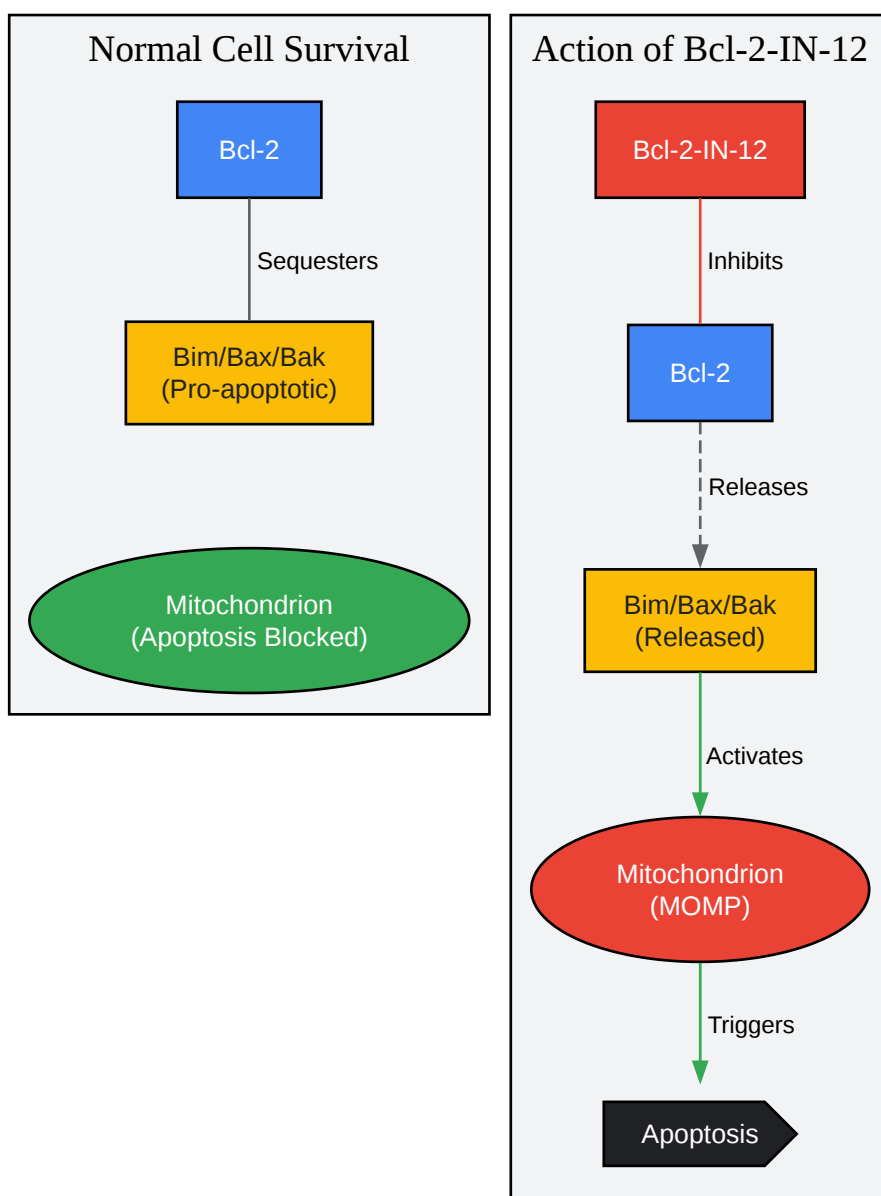 Normal Cell Survival
Bcl-2
Sequesters
Bim/Bax/Bak
(Pro-apoptotic)
Mitochondrion
(Apoptosis Blocked)
Action of Bcl-2-IN-12
Bcl-2-IN-12
Inhibits
Bcl-2
Releases
Bim/Bax/Bak
(Released)
Activates
Mitochondrion
(MOMP)
Triggers
Apoptosis